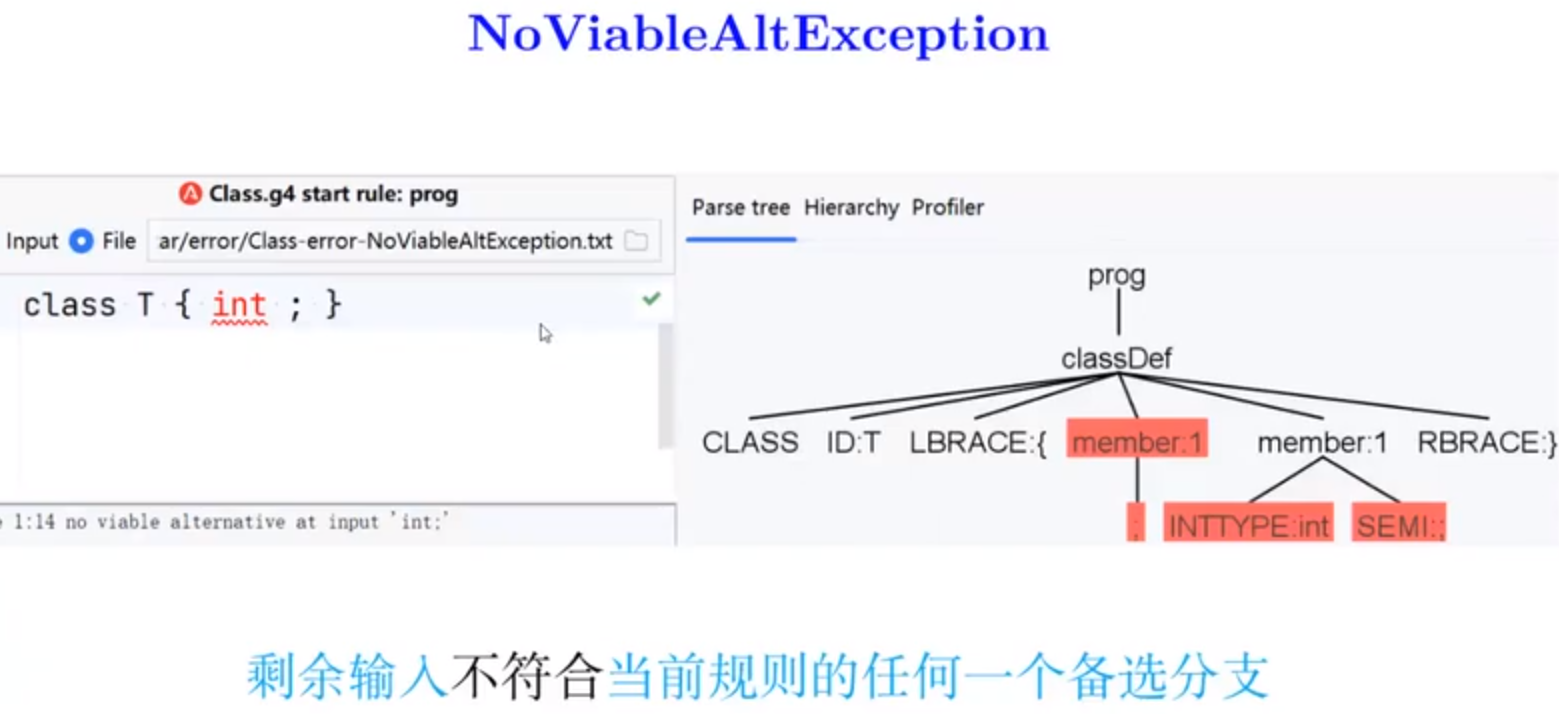 NoViableAltException
Class.g4 start rule: prog
Input File ar/error/Class-error-NoViableAltException.txt
class T { int ; }
1:14 no viable alternative at input 'int;'
Parse tree Hierarchy Profiler
prog
classDef
CLASS ID:T LBRACE:{ member:1 member:1 RBRACE:}
; INTTYPE:int SEMI:;
剩余输入不符合当前规则的任何一个备选分支